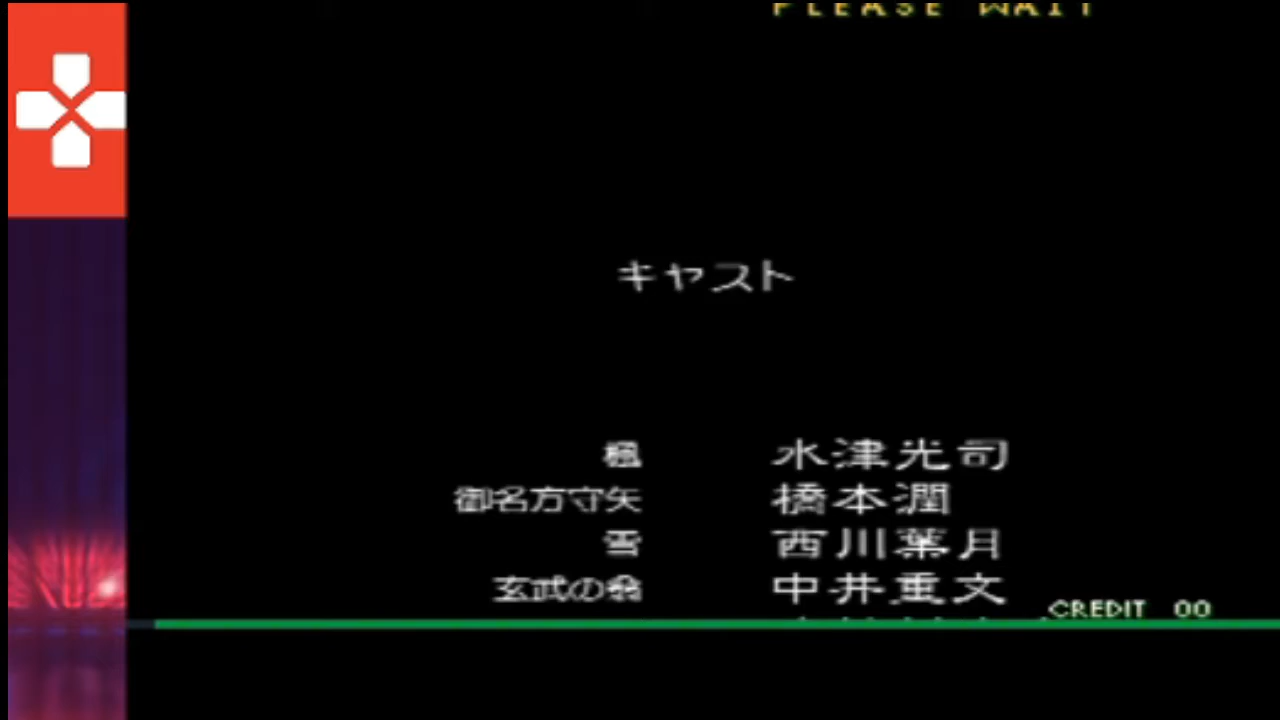 PLEASE WAIT
キャスト
楓 水津光司
御名方守矢 橋本潤
雪 西川葉月
玄武の翁 中井重文
CREDIT 00